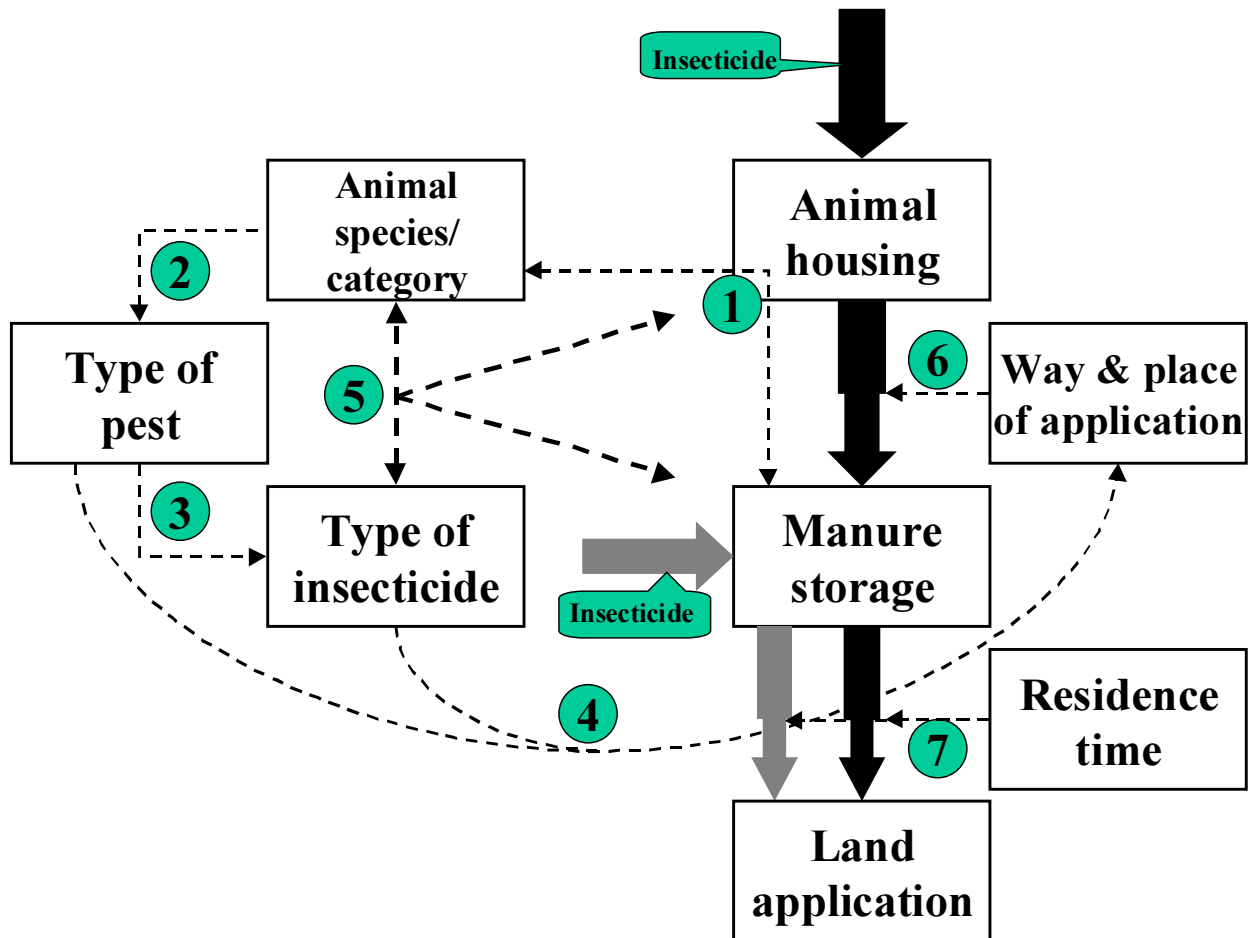 Insecticide
Animal
species/
category
Animal
housing
2
1
Type of
pest
5
6
Way & place
of application
3
Type of
insecticide
Manure
storage
Insecticide
4
7
Residence
time
Land
application